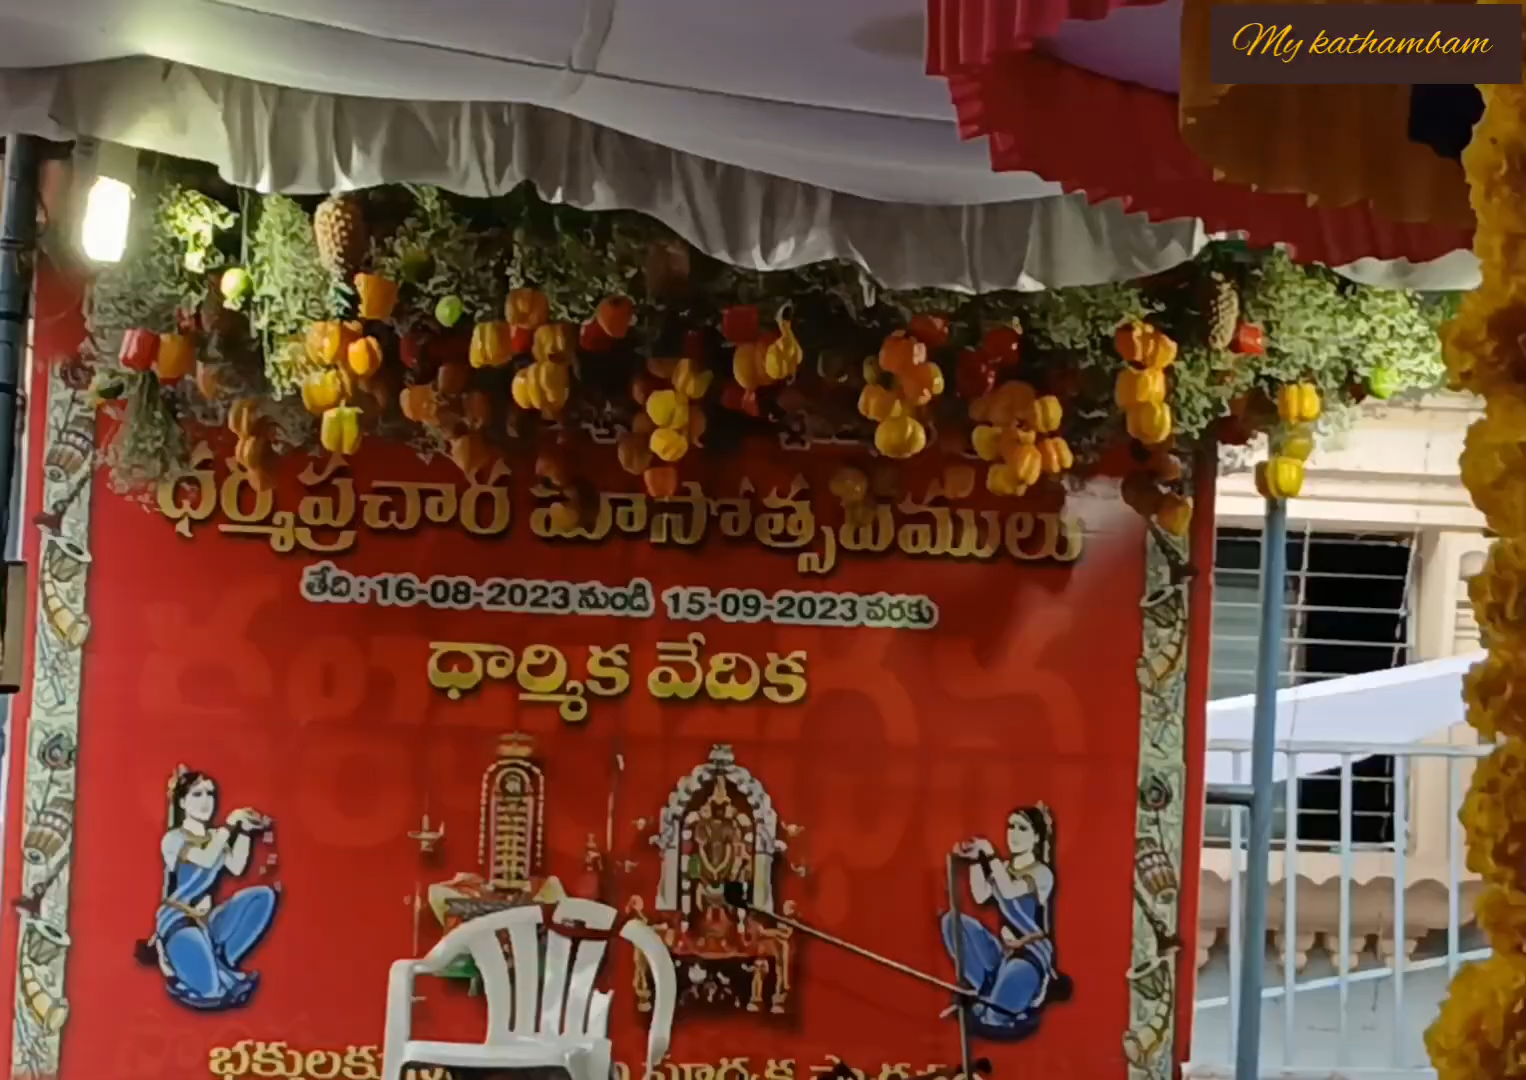 My kathambam
ధర్మప్రచార మాసోత్సవములు
తేది : 16-08-2023 నుండి 15-09-2023 వరకు
ధార్మిక వేదిక